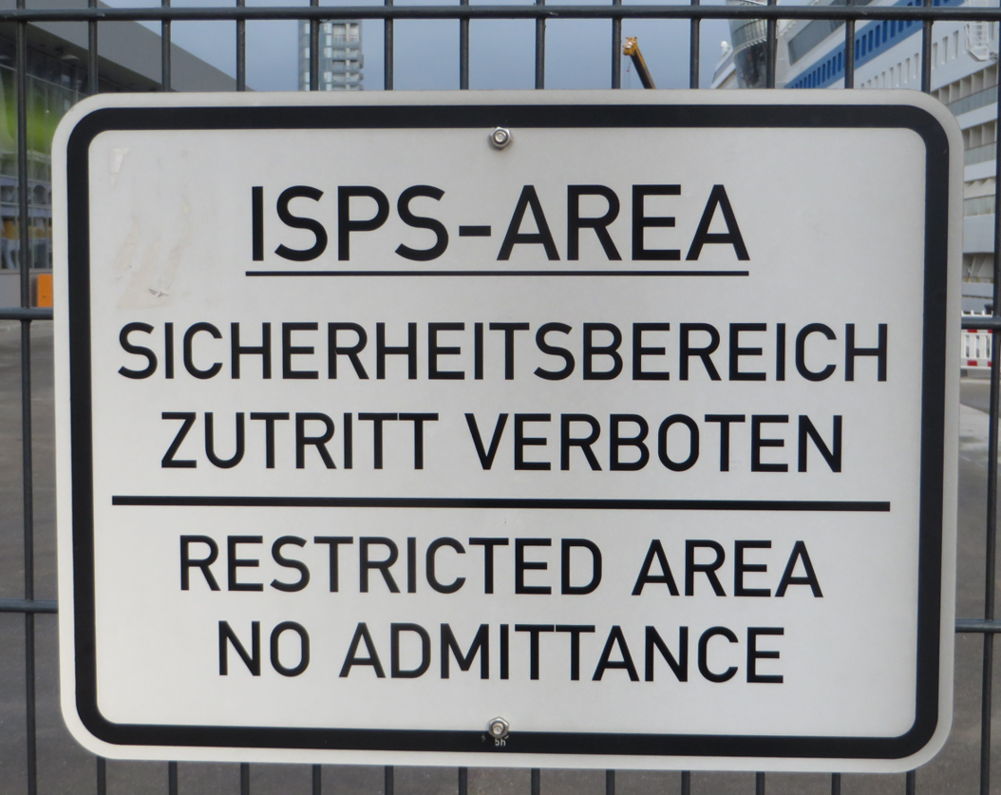 ISPS-AREA
SICHERHEITSBEREICH
ZUTRITT VERBOTEN
RESTRICTED AREA
NO ADMITTANCE